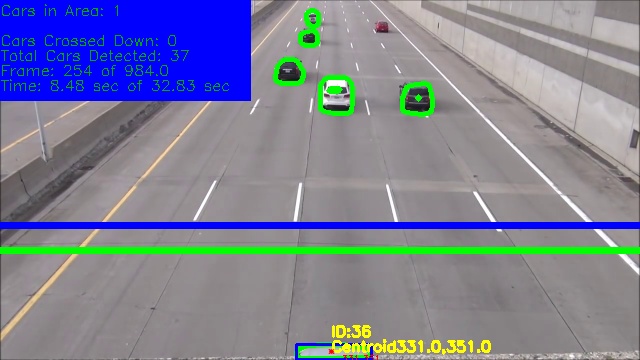 Cars in Area: 1
Cars Crossed Down: 0
Total Cars Detected: 37
Frame: 254 of 984.0
Time: 8.48 sec of 32.83 sec
ID:36
Centroid331.0,351.0